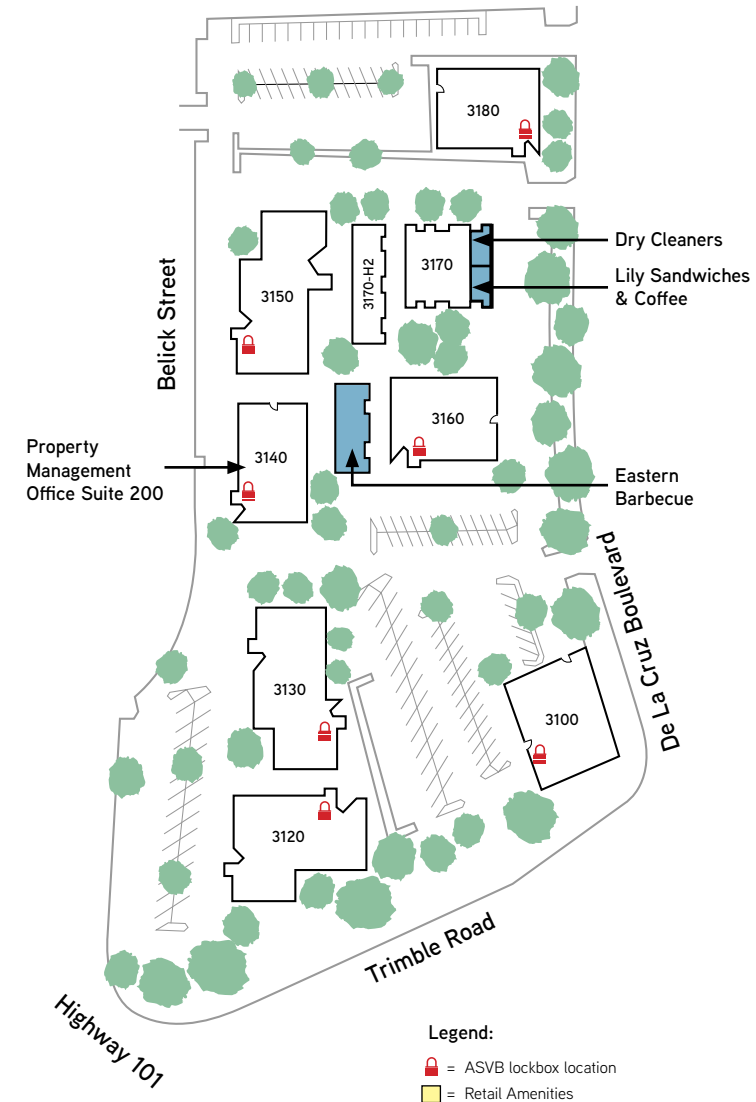 3180
Dry Cleaners
Lily Sandwiches
& Coffee
3170
3170-H2
3150
Belick Street
3160
3140
Property
Management
Office Suite 200
Eastern
Barbecue
De La Cruz Boulevard
3130
3100
3120
Trimble Road
Highway 101
Legend:
= ASVB lockbox location
= Retail Amenities